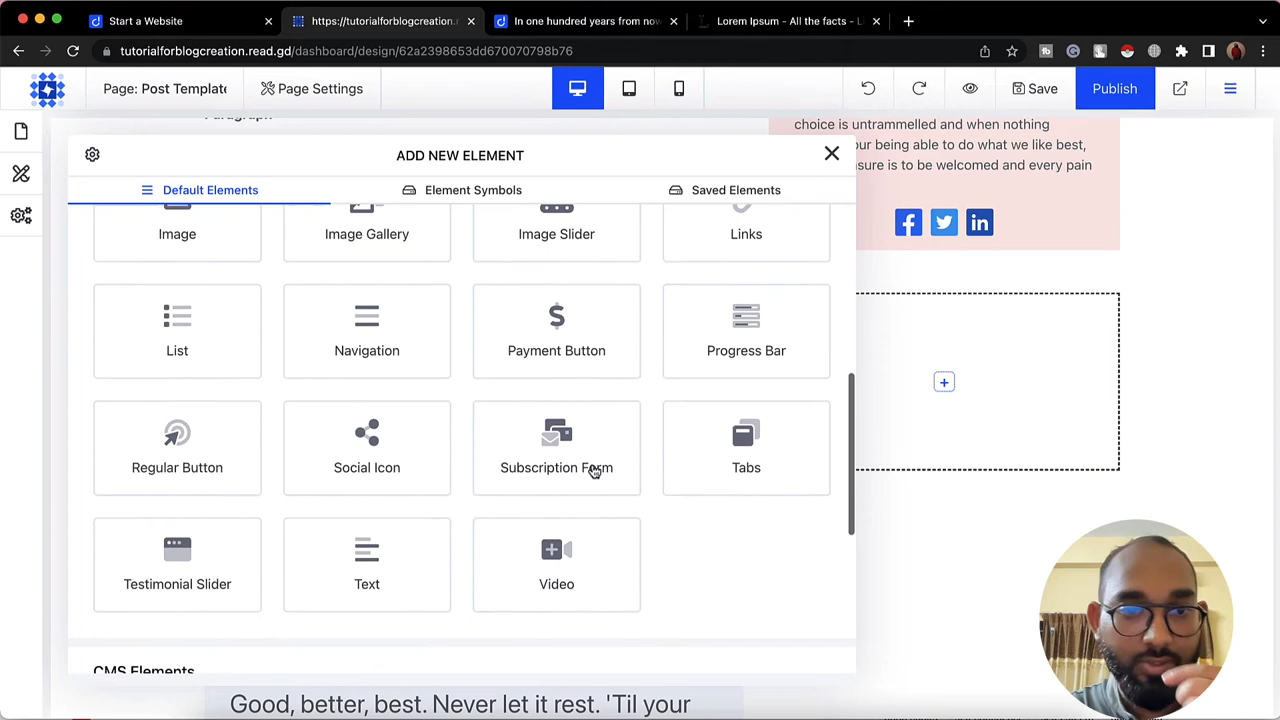 Start a Website
https://tutorialforblogcreation.r
In one hundred years from now
Lorem Ipsum - All the facts - Li
tutorialforblogcreation.read.gd/dashboard/design/62a2398653dd670070798b76
Page: Post Template
Page Settings
Save
Publish
Paragraph
choice is untrammelled and when nothing
our being able to do what we like best,
sure is to be welcomed and every pain
ADD NEW ELEMENT
Default Elements
Element Symbols
Saved Elements
Image
Image Gallery
Image Slider
Links
List
Navigation
Payment Button
Progress Bar
Regular Button
Social Icon
Subscription Form
Tabs
Testimonial Slider
Text
Video
CMS Elements
Good, better, best. Never let it rest. 'Til your